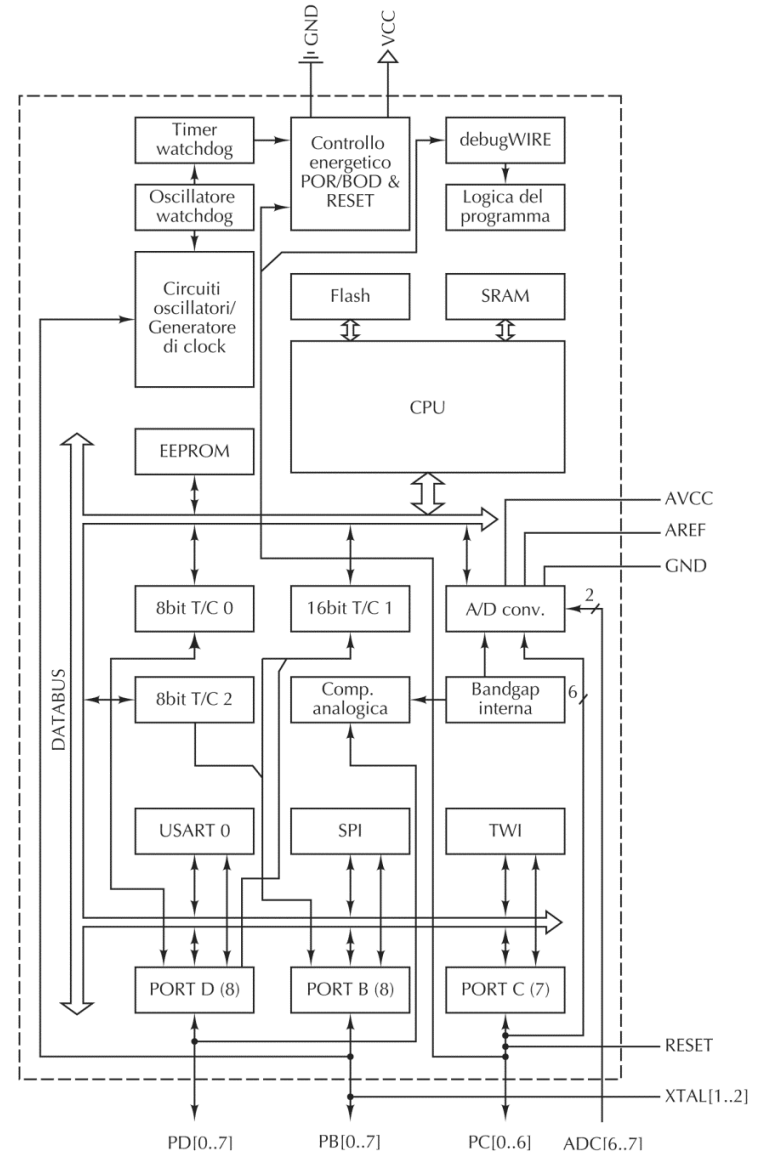 GND
VCC
Timer
watchdog
Controllo
energetico
POR/BOD &
RESET
debugWIRE
Oscillatore
watchdog
Logica del
programma
Circuiti
oscillatori/
Generatore
di clock
Flash
SRAM
CPU
EEPROM
AVCC
AREF
GND
8bit T/C 0
16bit T/C 1
A/D conv.
2
DATABUS
8bit T/C 2
Comp.
analogica
Bandgap
interna
6
USART 0
SPI
TWI
PORT D (8)
PORT B (8)
PORT C (7)
RESET
XTAL[1..2]
PD[0..7]
PB[0..7]
PC[0..6]
ADC[6..7]